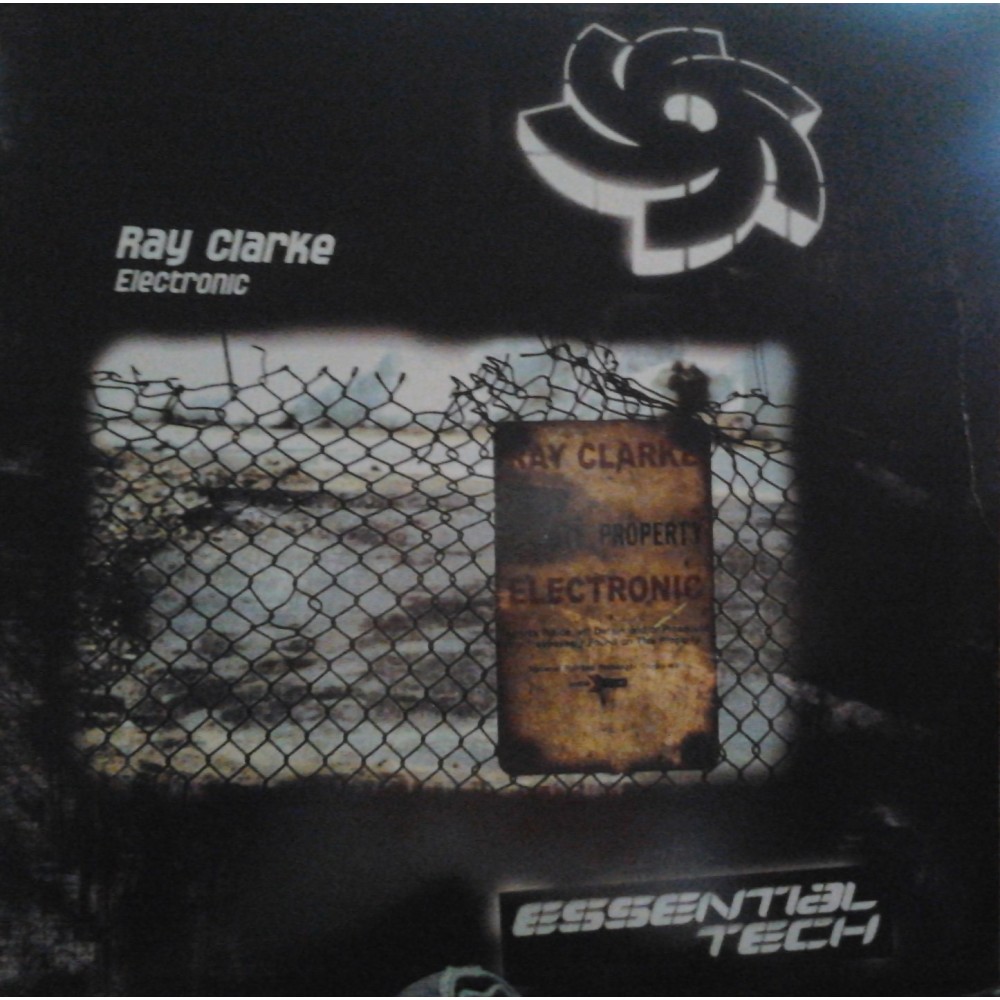 Ray Clarke
Electronic
RAY CLARKE
PROPERTY
ELECTRONIC
ESSENTIAL
TECH